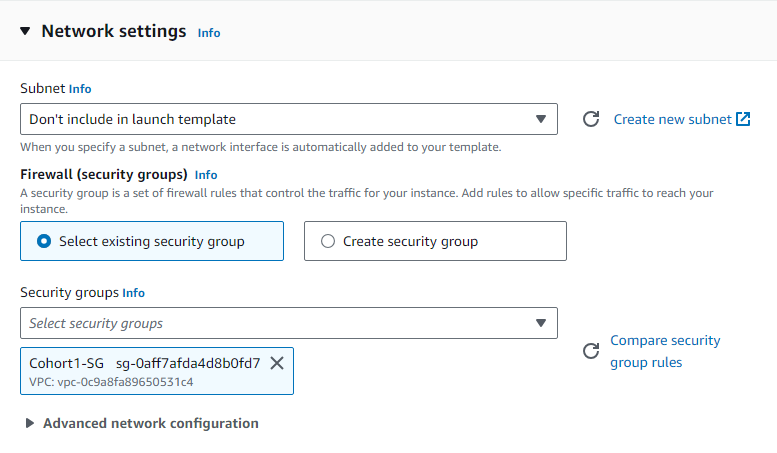 Network settings Info
Subnet Info
Don't include in launch template
Create new subnet
When you specify a subnet, a network interface is automatically added to your template.
Firewall (security groups) Info
A security group is a set of firewall rules that control the traffic for your instance. Add rules to allow specific traffic to reach your
instance.
Select existing security group
Create security group
Security groups Info
Select security groups
Compare security
group rules
Cohort1-SG sg-0aff7afda4d8b0fd7
VPC: vpc-0c9a8fa89650531c4
Advanced network configuration